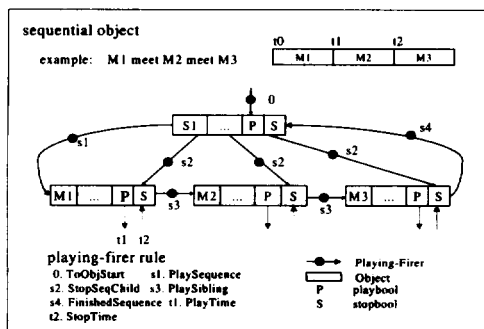 sequential object
t0 t1 t2
example: M1 meet M2 meet M3
M1 M2 M3
0
S1 ... P S
s4
s1
s2 s2 s2
M1 ... P S s3 M2 ... P S s3 M3 ... P S
t1 t2
playing-firer rule
0. ToObjStart s1. PlaySequence
s2. StopSeqChild s3. PlaySibling
s4. FinishedSequence t1. PlayTime
t2. StopTime
Playing-Firer
Object
P playbool
S stopbool